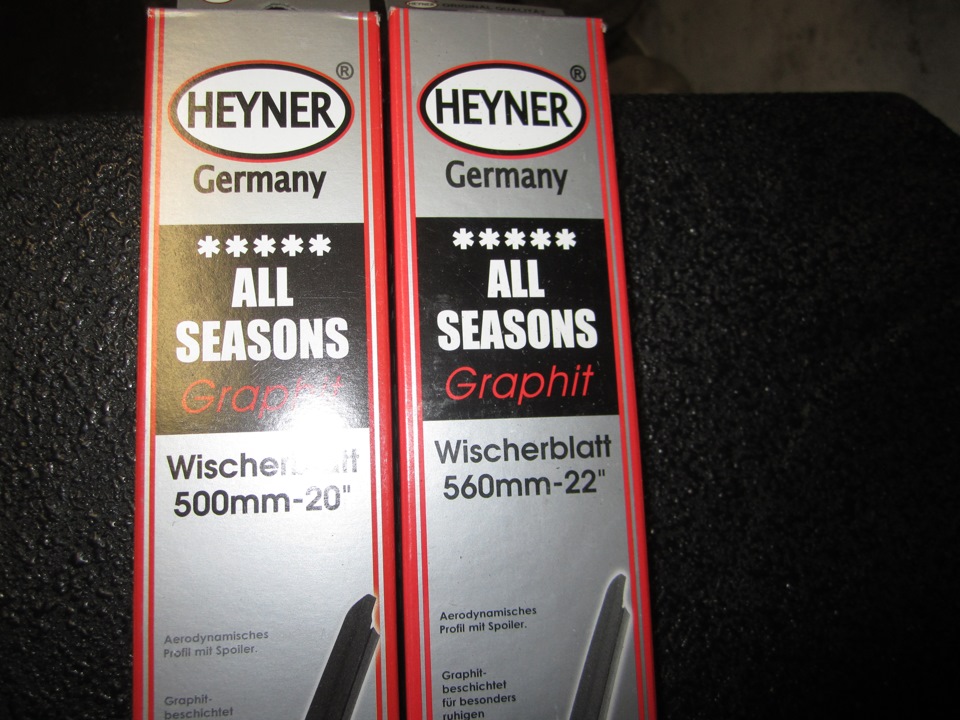 HEYNER®
Germany
*****
ALL
SEASONS
Graphit
Wischerblatt
500mm-20"
Aerodynamisches
Profil mit Spoiler.
Graphit-
beschichtet
HEYNER®
Germany
*****
ALL
SEASONS
Graphit
Wischerblatt
560mm-22"
Aerodynamisches
Profil mit Spoiler.
Graphit-
beschichtet
für besonders
ruhigen